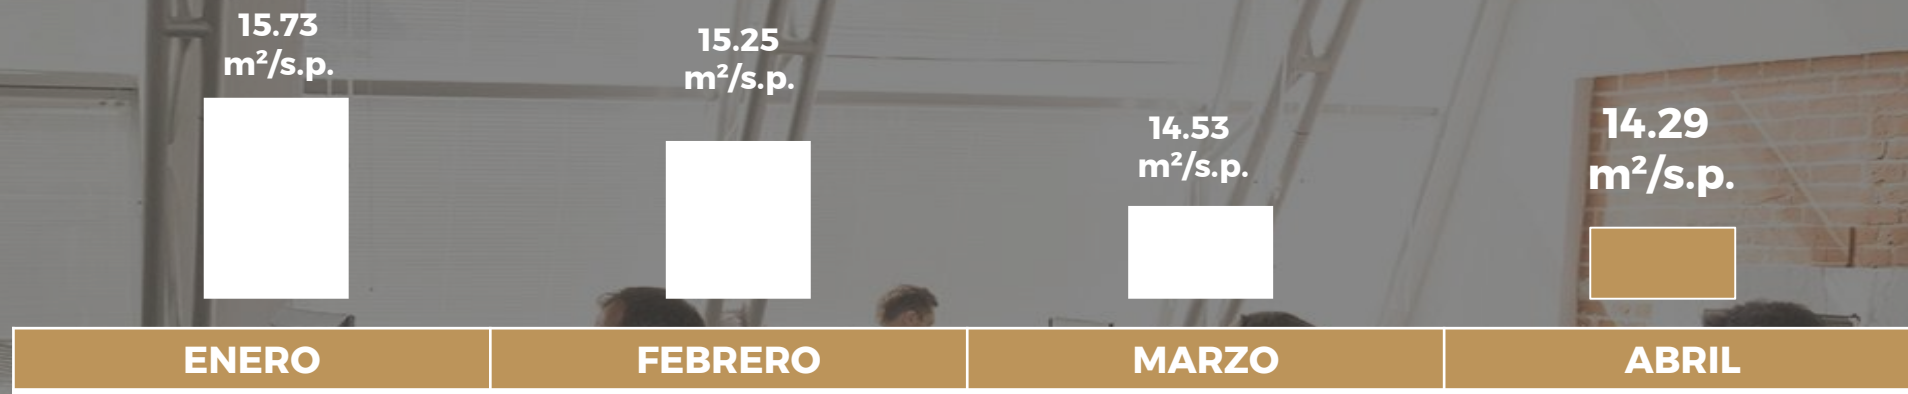 15.73
m²/s.p.
15.25
m²/s.p.
14.53
m²/s.p.
14.29
m²/s.p.
ENERO
FEBRERO
MARZO
ABRIL